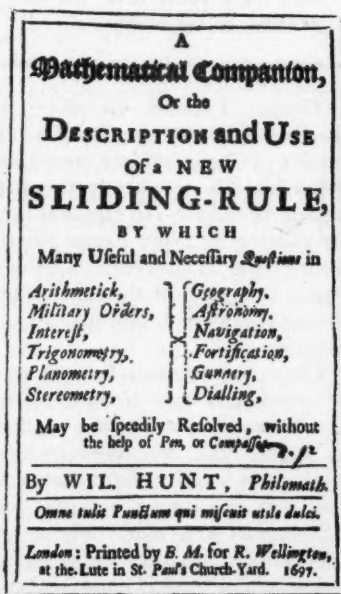 A
Mathematical Companion,
Or the
DESCRIPTION and USE
Of a NEW
SLIDING-RULE,
BY WHICH
Many Uſeful and Neceſſary Queſtions in
Arithmetick, Geography,
Military Orders, Aſtronomy,
Intereſt, Navigation,
Trigonometry, Fortification,
Planometry, Gunnery,
Stereometry, Dialling,
May be ſpeedily Reſolved, without
the help of Pen, or Compaſſes.
By WIL. HUNT, Philomath.
Omne tulit Punctum qui miſcuit utile dulci.
London: Printed by B. M. for R. Wellington,
at the Lute in St. Paul's Church-Yard. 1697.